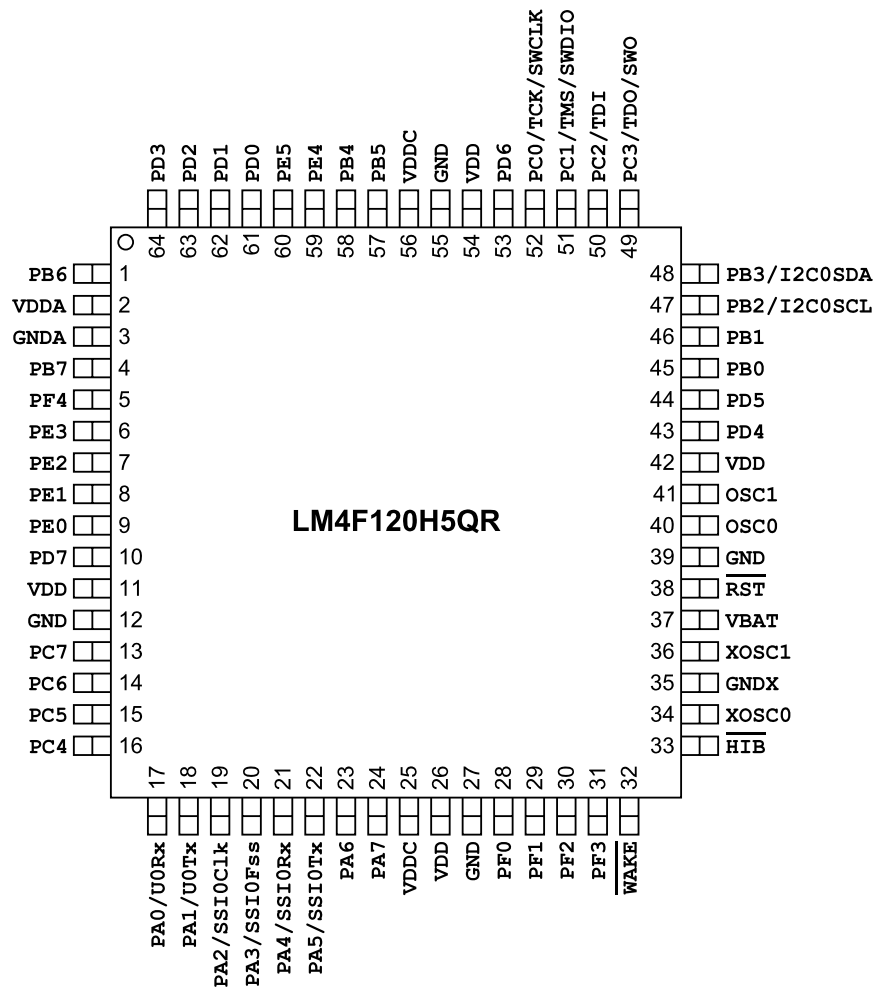 PC0/TCK/SWCLK
PC1/TMS/SWDIO
PC2/TDI
PC3/TDO/SWO
PD3
PD2
PD1
PD0
PE5
PE4
PB4
PB5
VDDC
GND
VDD
PD6
64
63
62
61
60
59
58
57
56
55
54
53
52
51
50
49
PB6 1
VDDA 2
GNDA 3
PB7 4
PF4 5
PE3 6
PE2 7
PE1 8
PE0 9
PD7 10
VDD 11
GND 12
PC7 13
PC6 14
PC5 15
PC4 16
LM4F120H5QR
48 PB3/I2C0SDA
47 PB2/I2C0SCL
46 PB1
45 PB0
44 PD5
43 PD4
42 VDD
41 OSC1
40 OSC0
39 GND
38 RST
37 VBAT
36 XOSC1
35 GNDX
34 XOSC0
33 HIB
17
18
19
20
21
22
23
24
25
26
27
28
29
30
31
32
PA0/U0Rx
PA1/U0Tx
PA2/SSI0Clk
PA3/SSI0Fss
PA4/SSI0Rx
PA5/SSI0Tx
PA6
PA7
VDDC
VDD
GND
PF0
PF1
PF2
PF3
WAKE